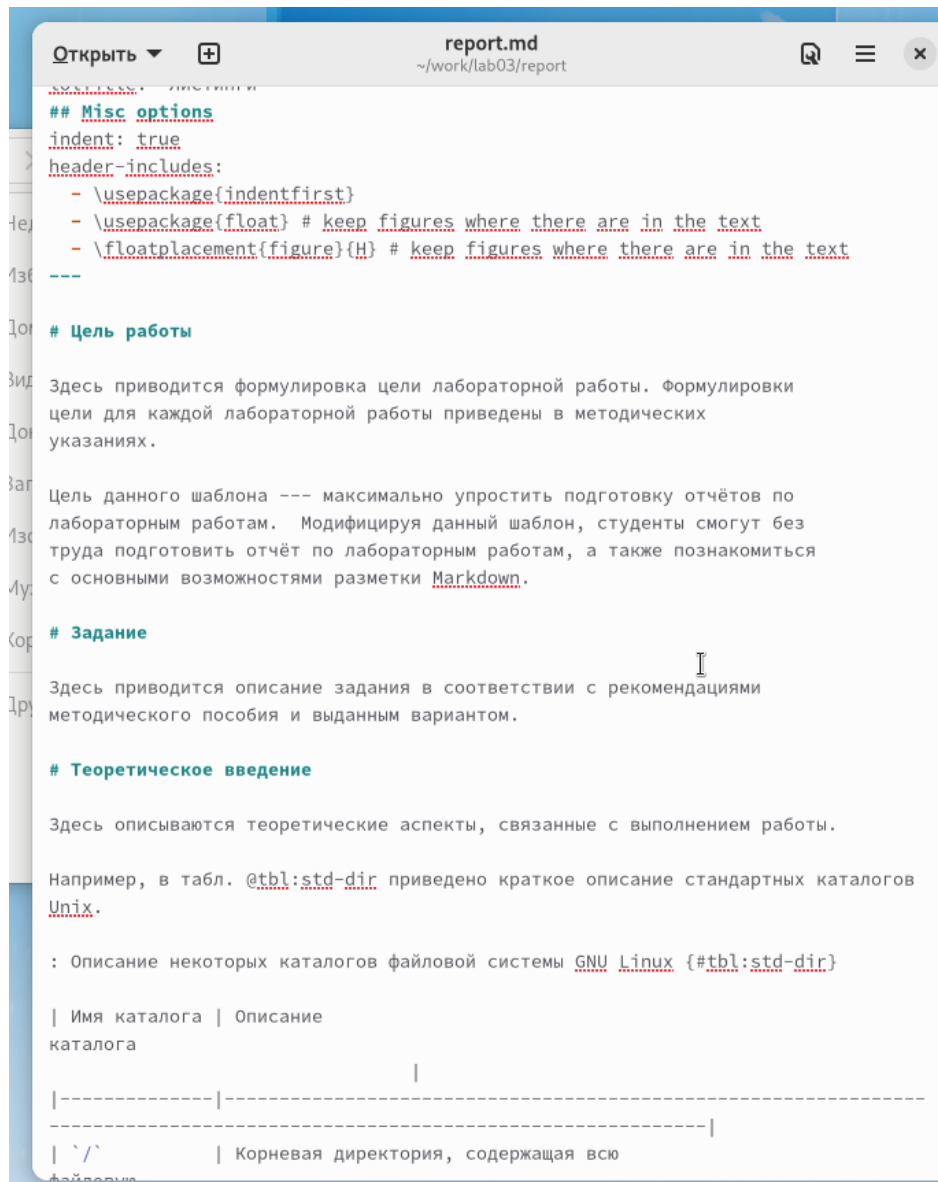 Открыть
report.md
~/work/lab03/report
## Misc options
indent: true
header-includes:
- \usepackage{indentfirst}
- \usepackage{float} # keep figures where there are in the text
- \floatplacement{figure}{H} # keep figures where there are in the text
---
# Цель работы
Здесь приводится формулировка цели лабораторной работы. Формулировки
цели для каждой лабораторной работы приведены в методических
указаниях.
Цель данного шаблона --- максимально упростить подготовку отчётов по
лабораторным работам.  Модифицируя данный шаблон, студенты смогут без
труда подготовить отчёт по лабораторным работам, а также познакомиться
с основными возможностями разметки Markdown.
# Задание
Здесь приводится описание задания в соответствии с рекомендациями
методического пособия и выданным вариантом.
# Теоретическое введение
Здесь описываются теоретические аспекты, связанные с выполнением работы.
Например, в табл. @tbl:std-dir приведено краткое описание стандартных каталогов
Unix.
: Описание некоторых каталогов файловой системы GNU Linux {#tbl:std-dir}
| Имя каталога | Описание
каталога
|
|--------------|----------------------------------------------------------------
------------------------------------------------------------|
| `/`          | Корневая директория, содержащая всю
файловую